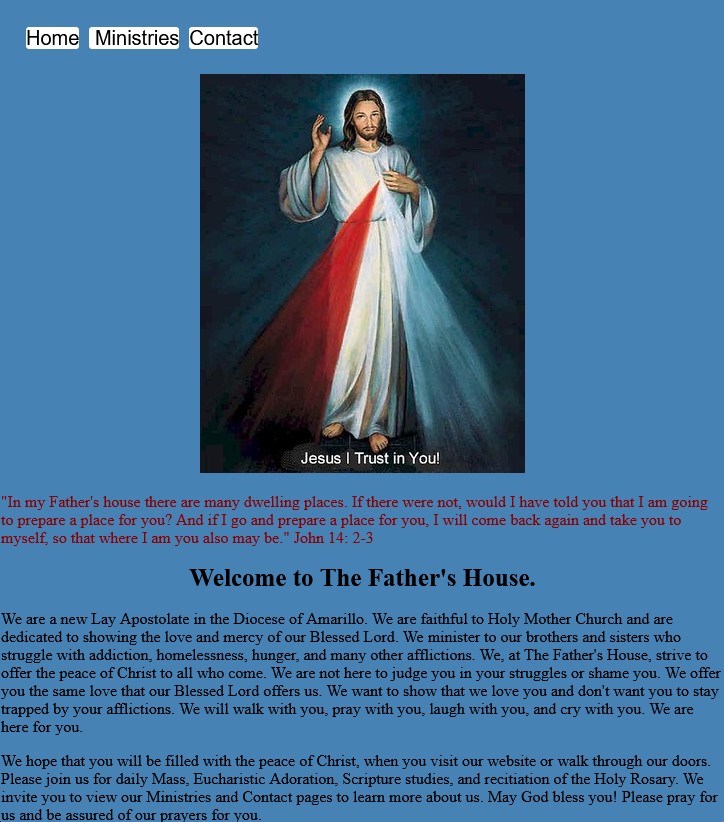 Home Ministries Contact
Jesus I Trust in You!
"In my Father's house there are many dwelling places. If there were not, would I have told you that I am going
to prepare a place for you? And if I go and prepare a place for you, I will come back again and take you to
myself, so that where I am you also may be." John 14: 2-3
Welcome to The Father's House.
We are a new Lay Apostolate in the Diocese of Amarillo. We are faithful to Holy Mother Church and are
dedicated to showing the love and mercy of our Blessed Lord. We minister to our brothers and sisters who
struggle with addiction, homelessness, hunger, and many other afflictions. We, at The Father's House, strive to
offer the peace of Christ to all who come. We are not here to judge you in your struggles or shame you. We offer
you the same love that our Blessed Lord offers us. We want to show that we love you and don't want you to stay
trapped by your afflictions. We will walk with you, pray with you, laugh with you, and cry with you. We are
here for you.
We hope that you will be filled with the peace of Christ, when you visit our website or walk through our doors.
Please join us for daily Mass, Eucharistic Adoration, Scripture studies, and recitiation of the Holy Rosary. We
invite you to view our Ministries and Contact pages to learn more about us. May God bless you! Please pray for
us and be assured of our prayers for you.